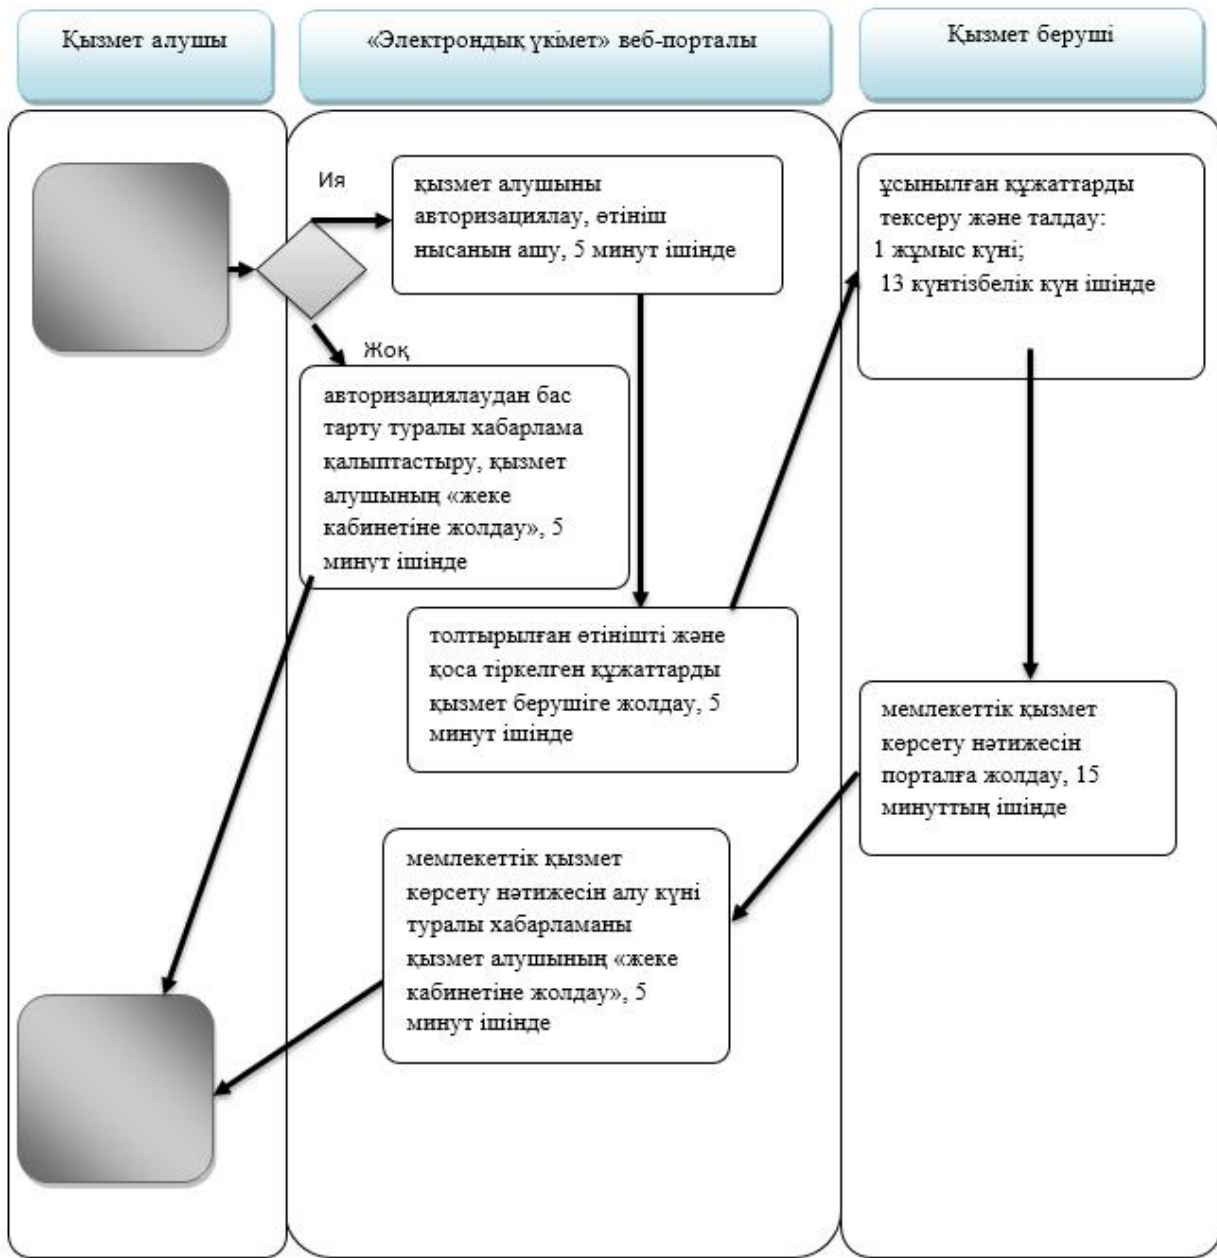 Қызмет алушы
«Электрондық үкімет» веб-порталы
Қызмет беруші
Ия
қызмет алушыны
авторизациялау, өтініш
нысанын ашу, 5 минут ішінде
ұсынылған құжаттарды
тексеру және талдау:
1 жұмыс күні;
13 күнтізбелік күн ішінде
Жоқ
авторизациялаудан бас
тарту туралы хабарлама
қалыптастыру, қызмет
алушының «жеке
кабинетіне жолдау», 5
минут ішінде
толтырылған өтінішті және
қоса тіркелген құжаттарды
қызмет берушіге жолдау, 5
минут ішінде
мемлекеттік қызмет
көрсету нәтижесін
порталға жолдау, 15
минуттың ішінде
мемлекеттік қызмет
көрсету нәтижесін алу күні
туралы хабарламаны
қызмет алушының «жеке
кабинетіне жолдау», 5
минут ішінде